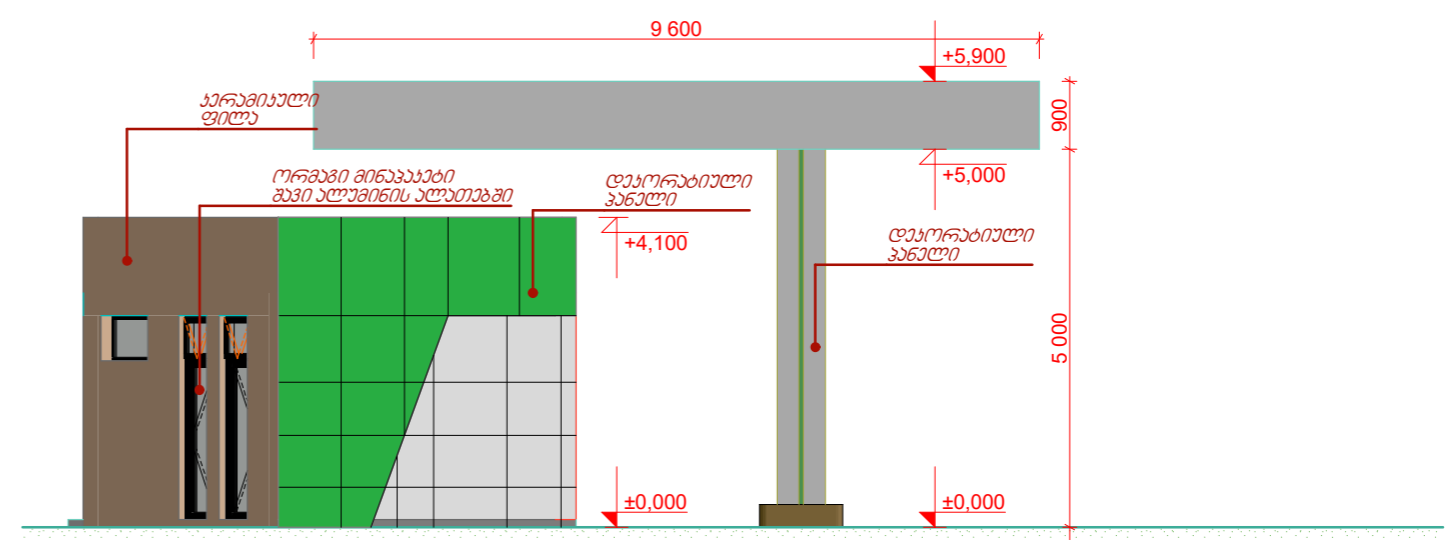 9 600
+5,900
კერამიკული
ფილა
900
ორმაგი მინაპაკეტი
შავი ალუმინის ალათებში
დეკორატიული
პანელი
+5,000
+4,100
დეკორატიული
პანელი
5 000
±0,000
±0,000